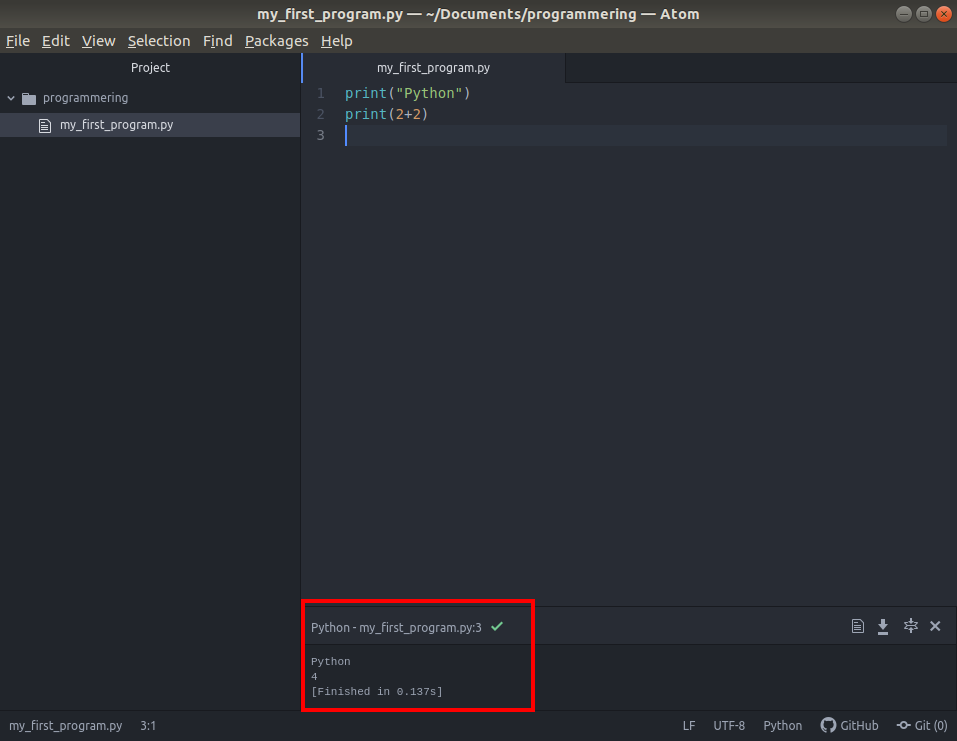 my_first_program.py — ~/Documents/programmering — Atom
File Edit View Selection Find Packages Help
Project
my_first_program.py
programmering
my_first_program.py
1 print("Python")
2 print(2+2)
3
Python - my_first_program.py:3
Python
4
[Finished in 0.137s]
my_first_program.py 3:1 LF UTF-8 Python GitHub Git (0)